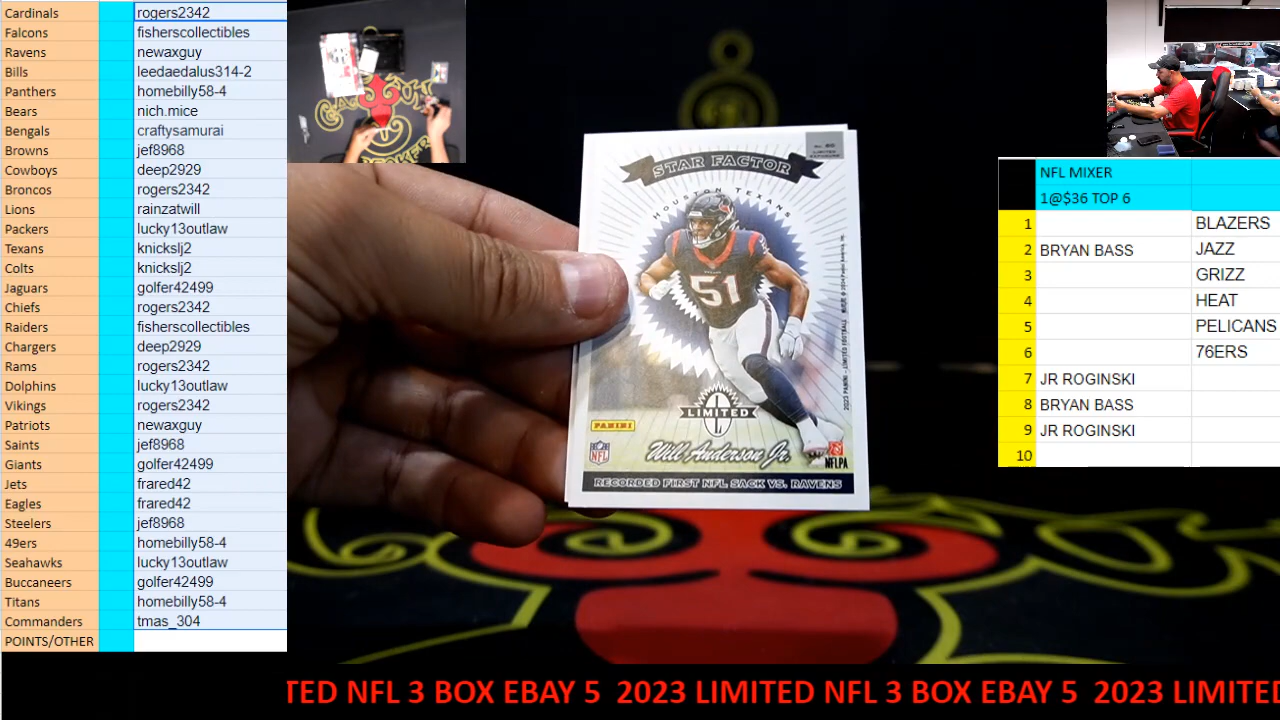 Cardinals rogers2342
Falcons fisherscollectibles
Ravens newaxguy
Bills leedaedalus314-2
Panthers homebilly58-4
Bears nich.mice
Bengals craftysamurai
Browns jef8968
Cowboys deep2929
Broncos rogers2342
Lions rainzatwill
Packers lucky13outlaw
Texans knickslj2
Colts knickslj2
Jaguars golfer42499
Chiefs rogers2342
Raiders fisherscollectibles
Chargers deep2929
Rams rogers2342
Dolphins lucky13outlaw
Vikings rogers2342
Patriots newaxguy
Saints jef8968
Giants golfer42499
Jets frared42
Eagles frared42
Steelers jef8968
49ers homebilly58-4
Seahawks lucky13outlaw
Buccaneers golfer42499
Titans homebilly58-4
Commanders tmas_304
POINTS/OTHER
STAR FACTOR
HOUSTON TEXANS
TEXANS
51
LIMITED
L
PANINI
NFL
Will Anderson Jr.
NFLPA
RECORDED FIRST NFL SACK VS. RAVENS
NFL MIXER
1@$36 TOP 6
1 BLAZERS
2 BRYAN BASS JAZZ
3 GRIZZ
4 HEAT
5 PELICANS
6 76ERS
7 JR ROGINSKI
8 BRYAN BASS
9 JR ROGINSKI
10
TED NFL 3 BOX EBAY 5 2023 LIMITED NFL 3 BOX EBAY 5 2023 LIMITE